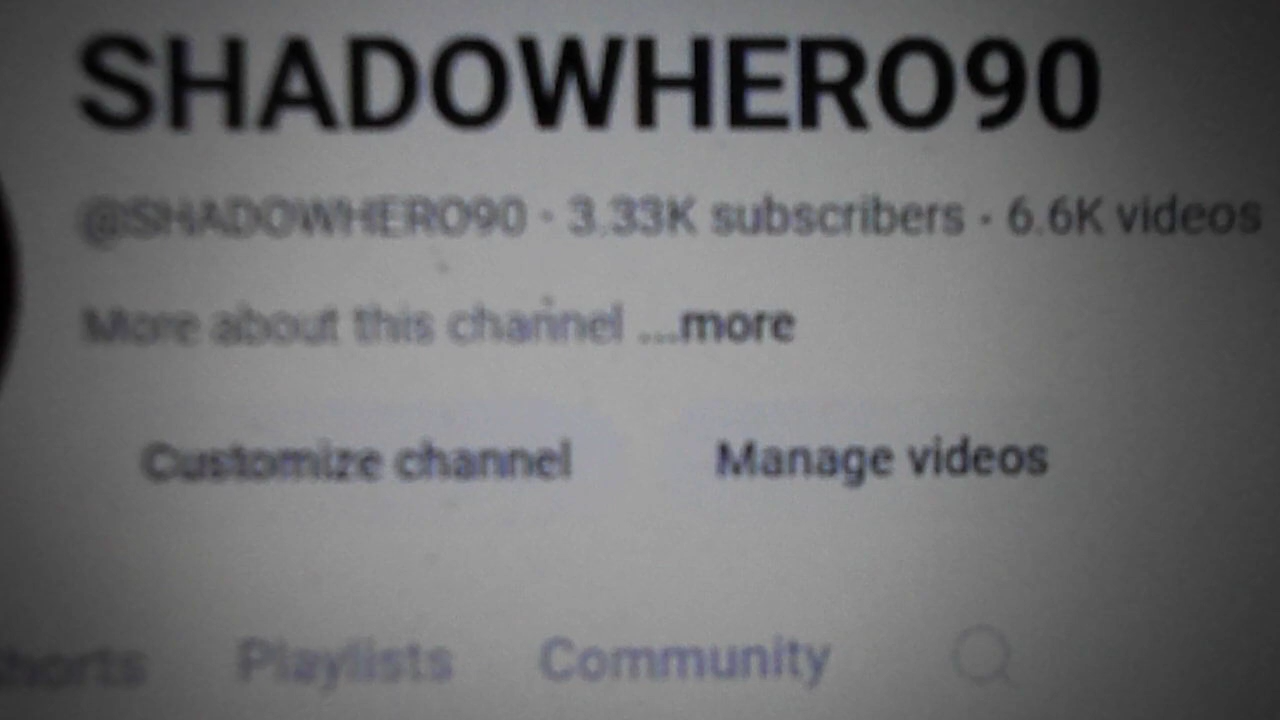 SHADOWHERO90
@SHADOWHERO90 · 3.33K subscribers · 6.6K videos
More about this channel ...more
Customize channel Manage videos
horts Playlists Community